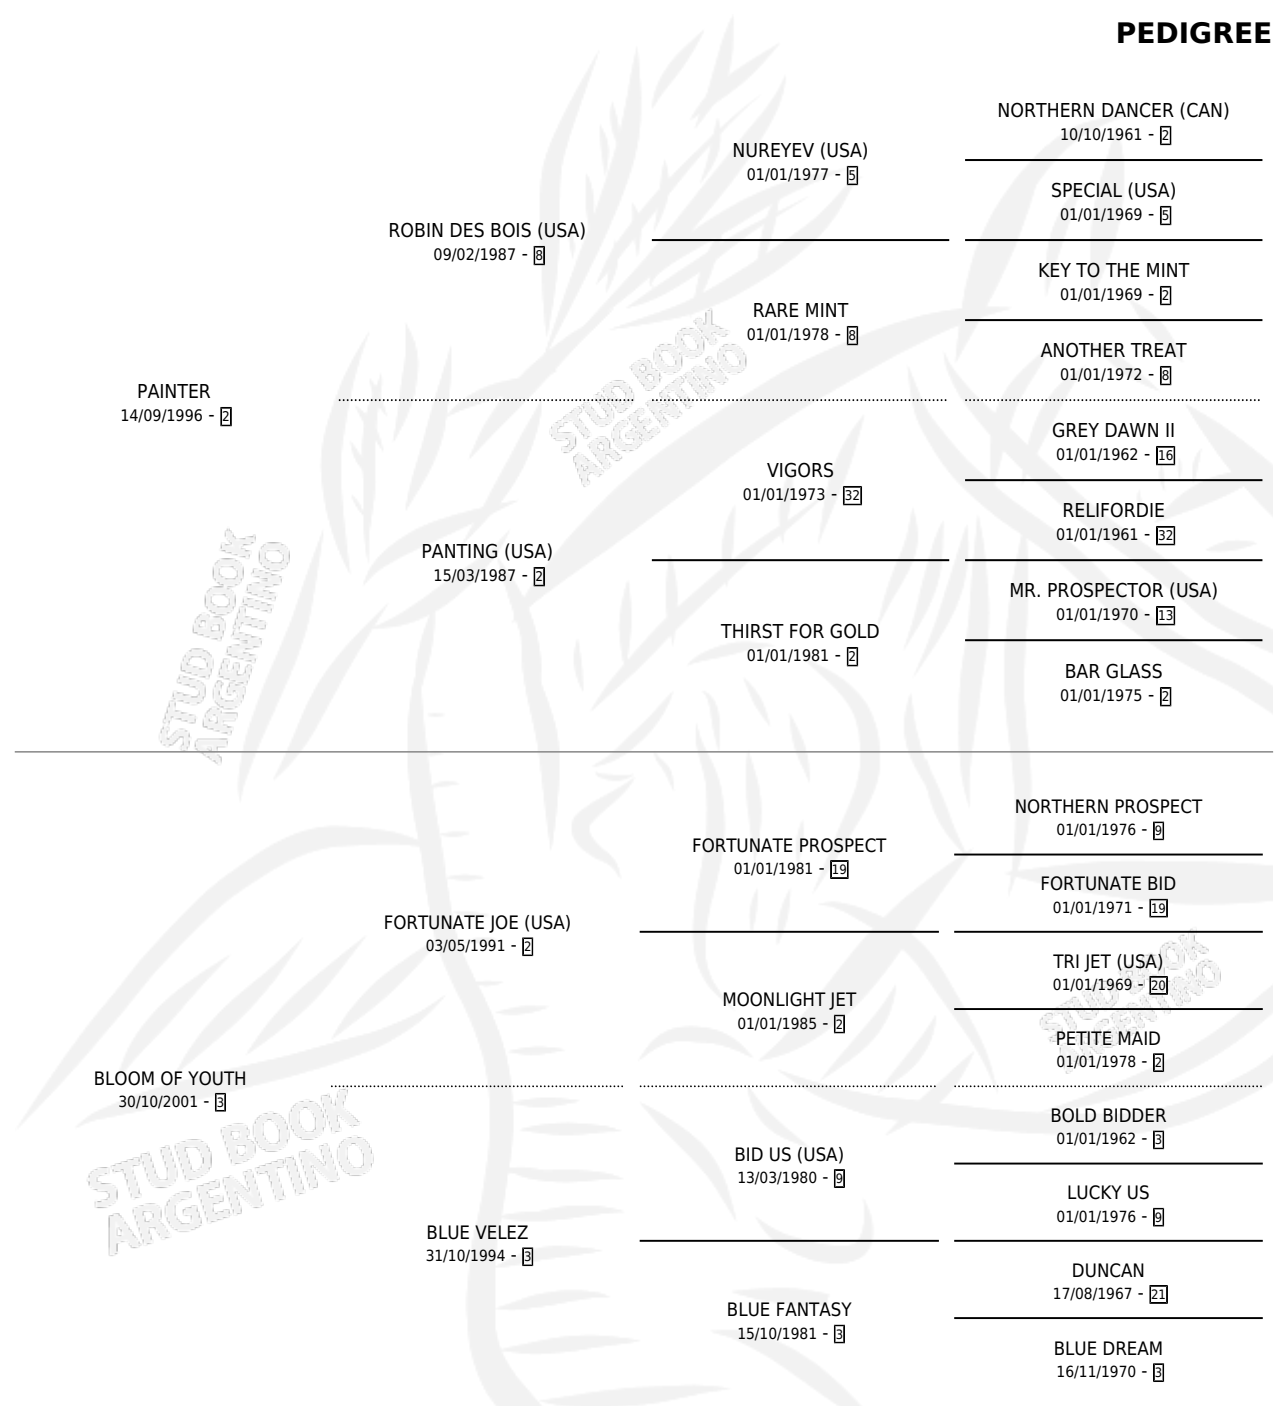 PEDIGREE
NORTHERN DANCER (CAN)
10/10/1961 - 2
NUREYEV (USA)
01/01/1977 - 5
SPECIAL (USA)
01/01/1969 - 5
ROBIN DES BOIS (USA)
09/02/1987 - 8
KEY TO THE MINT
01/01/1969 - 2
RARE MINT
01/01/1978 - 8
ANOTHER TREAT
01/01/1972 - 8
PAINTER
14/09/1996 - 2
STUD BOOK
ARGENTINO
GREY DAWN II
01/01/1962 - 16
VIGORS
01/01/1973 - 32
RELIFORDIE
01/01/1961 - 32
PANTING (USA)
15/03/1987 - 2
MR. PROSPECTOR (USA)
01/01/1970 - 13
THIRST FOR GOLD
01/01/1981 - 2
BAR GLASS
01/01/1975 - 2
STUD BOOK
ARGENTINO
NORTHERN PROSPECT
01/01/1976 - 9
FORTUNATE PROSPECT
01/01/1981 - 19
FORTUNATE BID
01/01/1971 - 19
FORTUNATE JOE (USA)
03/05/1991 - 2
TRI JET (USA)
01/01/1969 - 20
MOONLIGHT JET
01/01/1985 - 2
PETITE MAID
01/01/1978 - 2
STUD BOOK
ARGENTINO
BLOOM OF YOUTH
30/10/2001 - 3
BOLD BIDDER
01/01/1962 - 3
BID US (USA)
13/03/1980 - 9
LUCKY US
01/01/1976 - 9
STUD BOOK
ARGENTINO
BLUE VELEZ
31/10/1994 - 3
DUNCAN
17/08/1967 - 21
BLUE FANTASY
15/10/1981 - 3
BLUE DREAM
16/11/1970 - 3